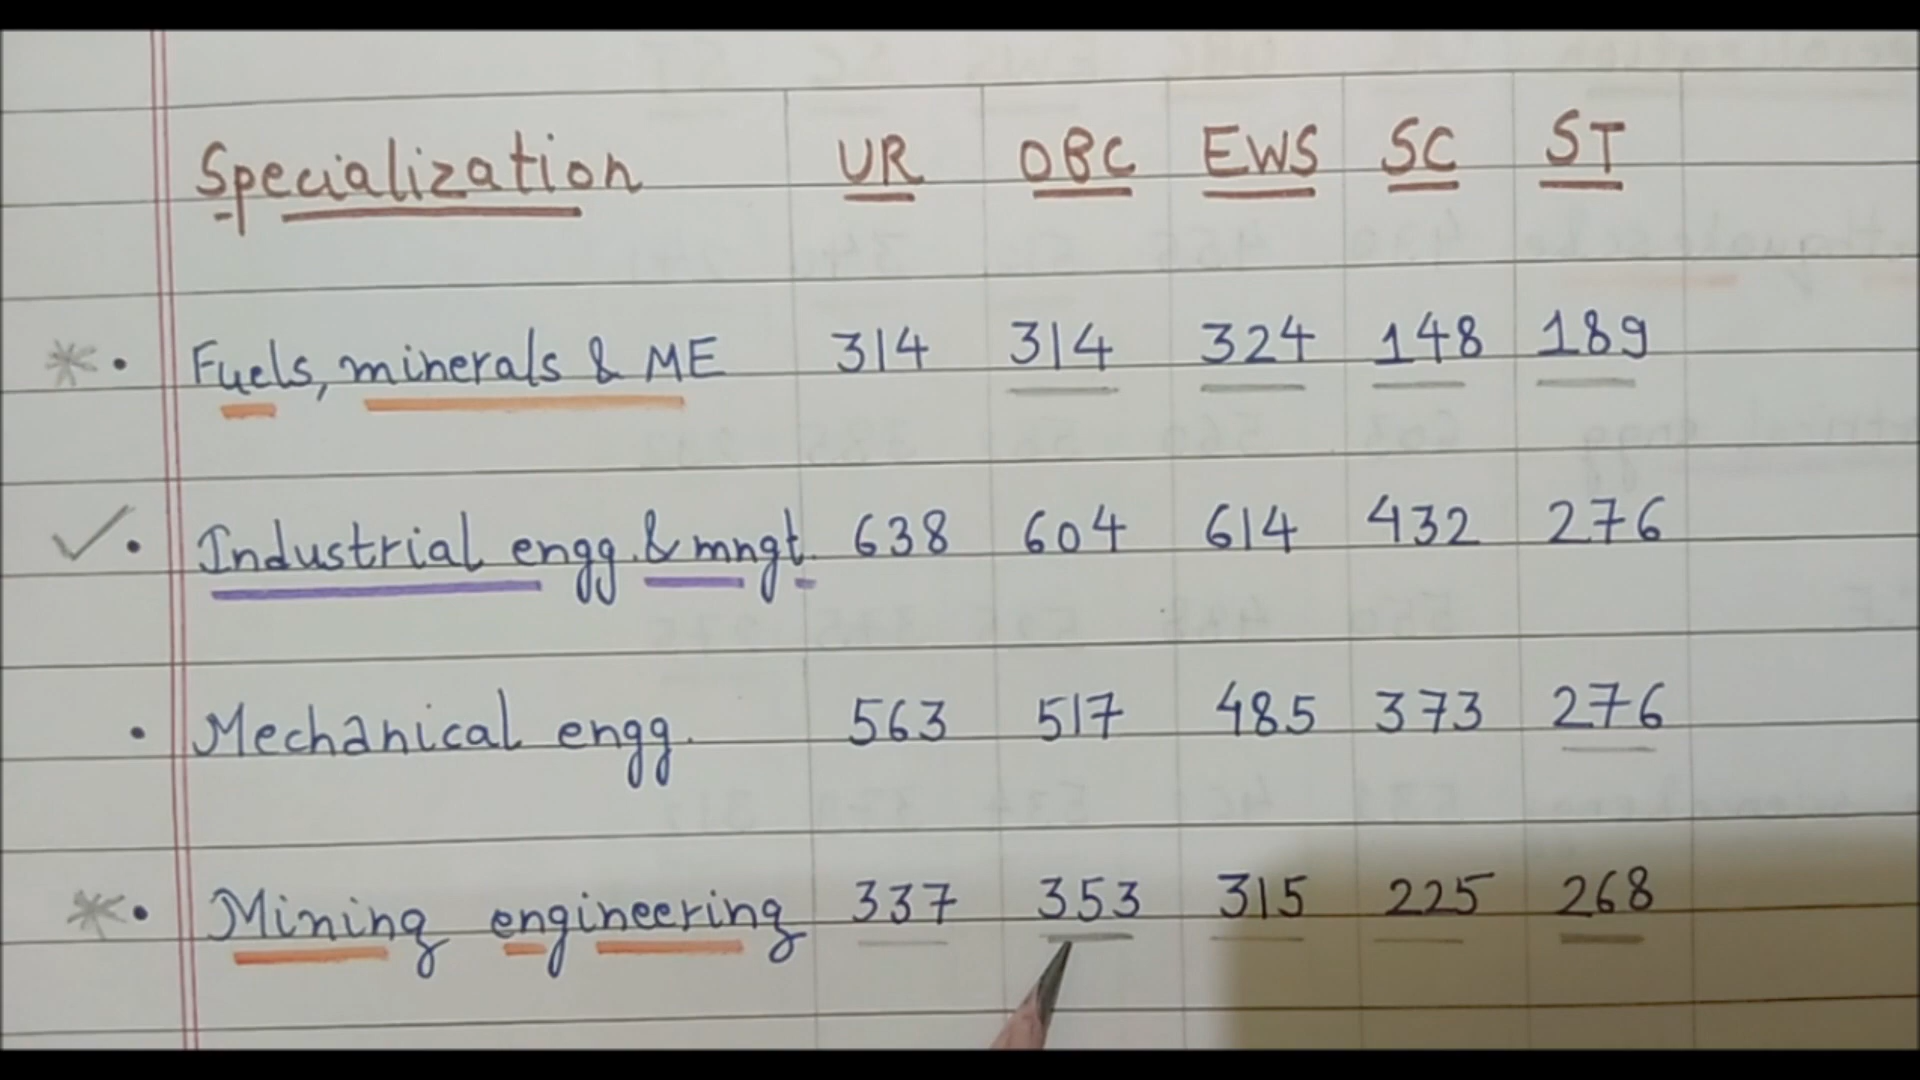 Specialization UR OBC EWS SC ST
* • Fuels, minerals & ME 314 314 324 148 189
✓ • Industrial engg. & mngt. 638 604 614 432 276
• Mechanical engg. 563 517 485 373 276
* • Mining engineering 337 353 315 225 268